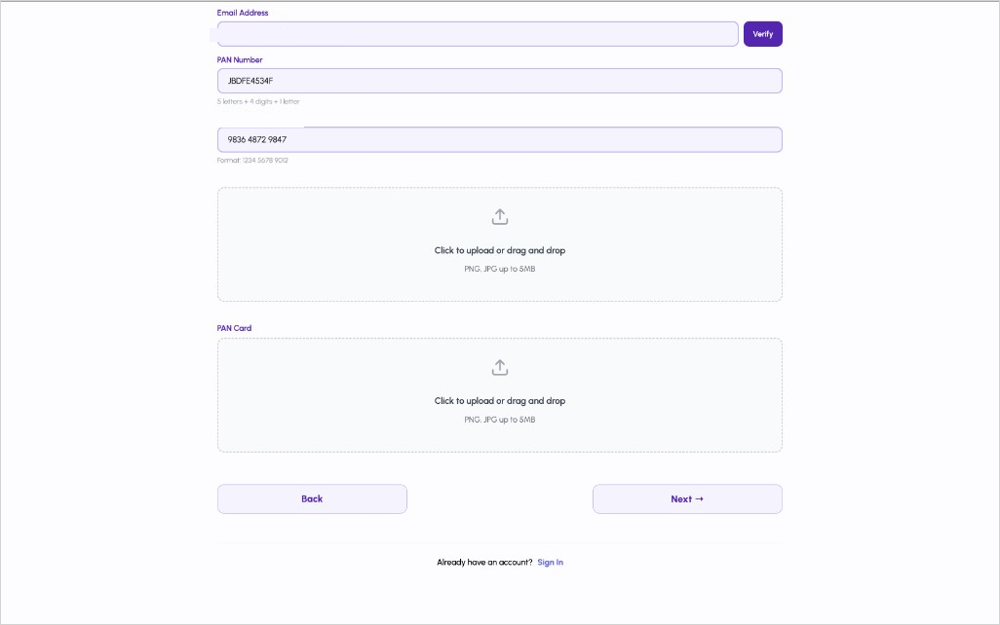 Email Address
Verify
PAN Number
JBDFE4534F
5 letters + 4 digits + 1 letter
9836 4872 9847
Format: 1234 5678 9012
Click to upload or drag and drop
PNG, JPG up to 5MB
PAN Card
Click to upload or drag and drop
PNG, JPG up to 5MB
Back
Next →
Already have an account? Sign In